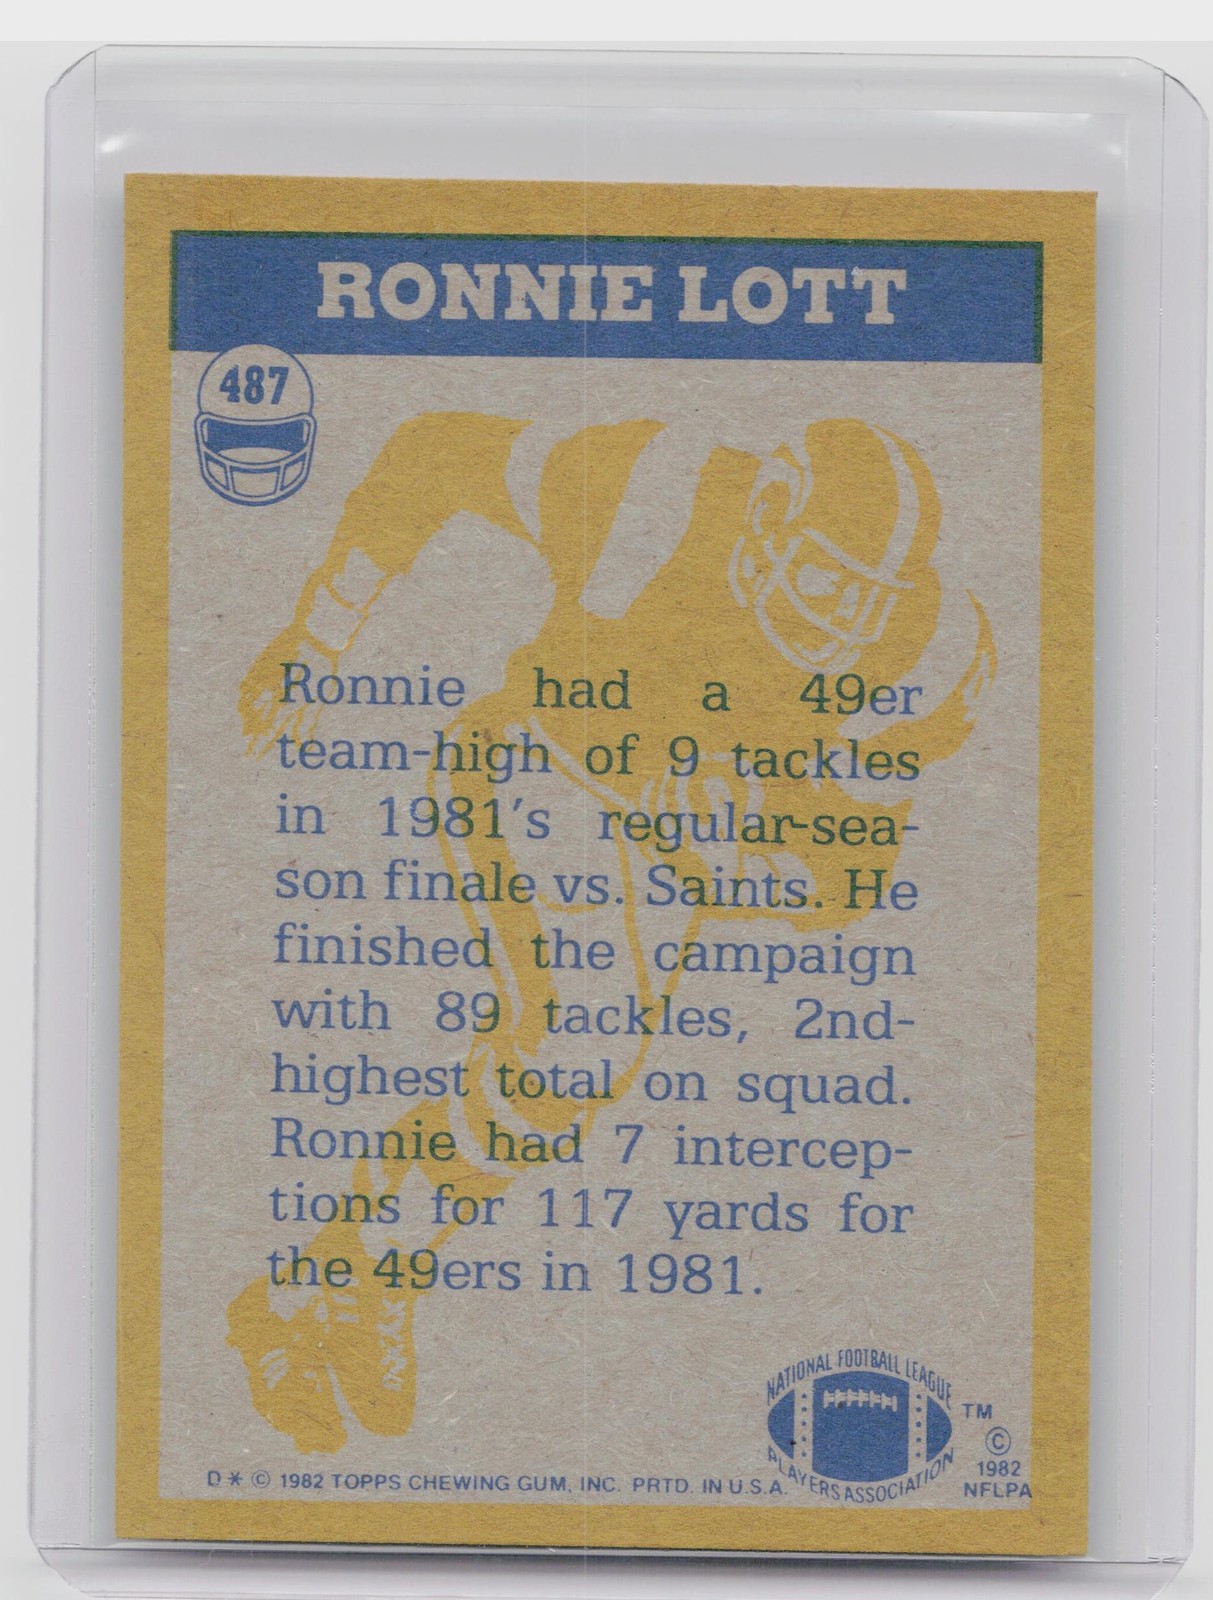 RONNIE LOTT
487
Ronnie had a 49er
team-high of 9 tackles
in 1981's regular-sea-
son finale vs. Saints. He
finished the campaign
with 89 tackles, 2nd-
highest total on squad.
Ronnie had 7 intercep-
tions for 117 yards for
the 49ers in 1981.
NATIONAL FOOTBALL LEAGUE
PLAYERS ASSOCIATION
TM
©
1982
NFLPA
D * © 1982 TOPPS CHEWING GUM, INC. PRTD. IN U.S.A.